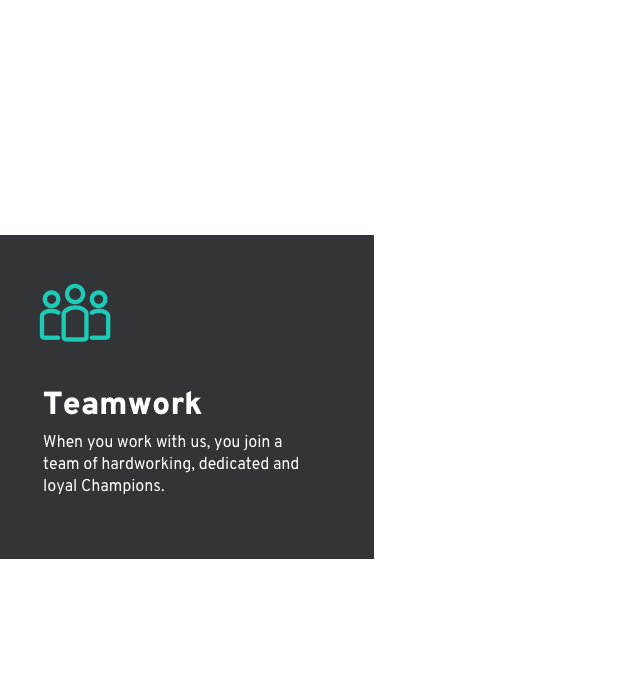 Teamwork
When you work with us, you join a
team of hardworking, dedicated and
loyal Champions.